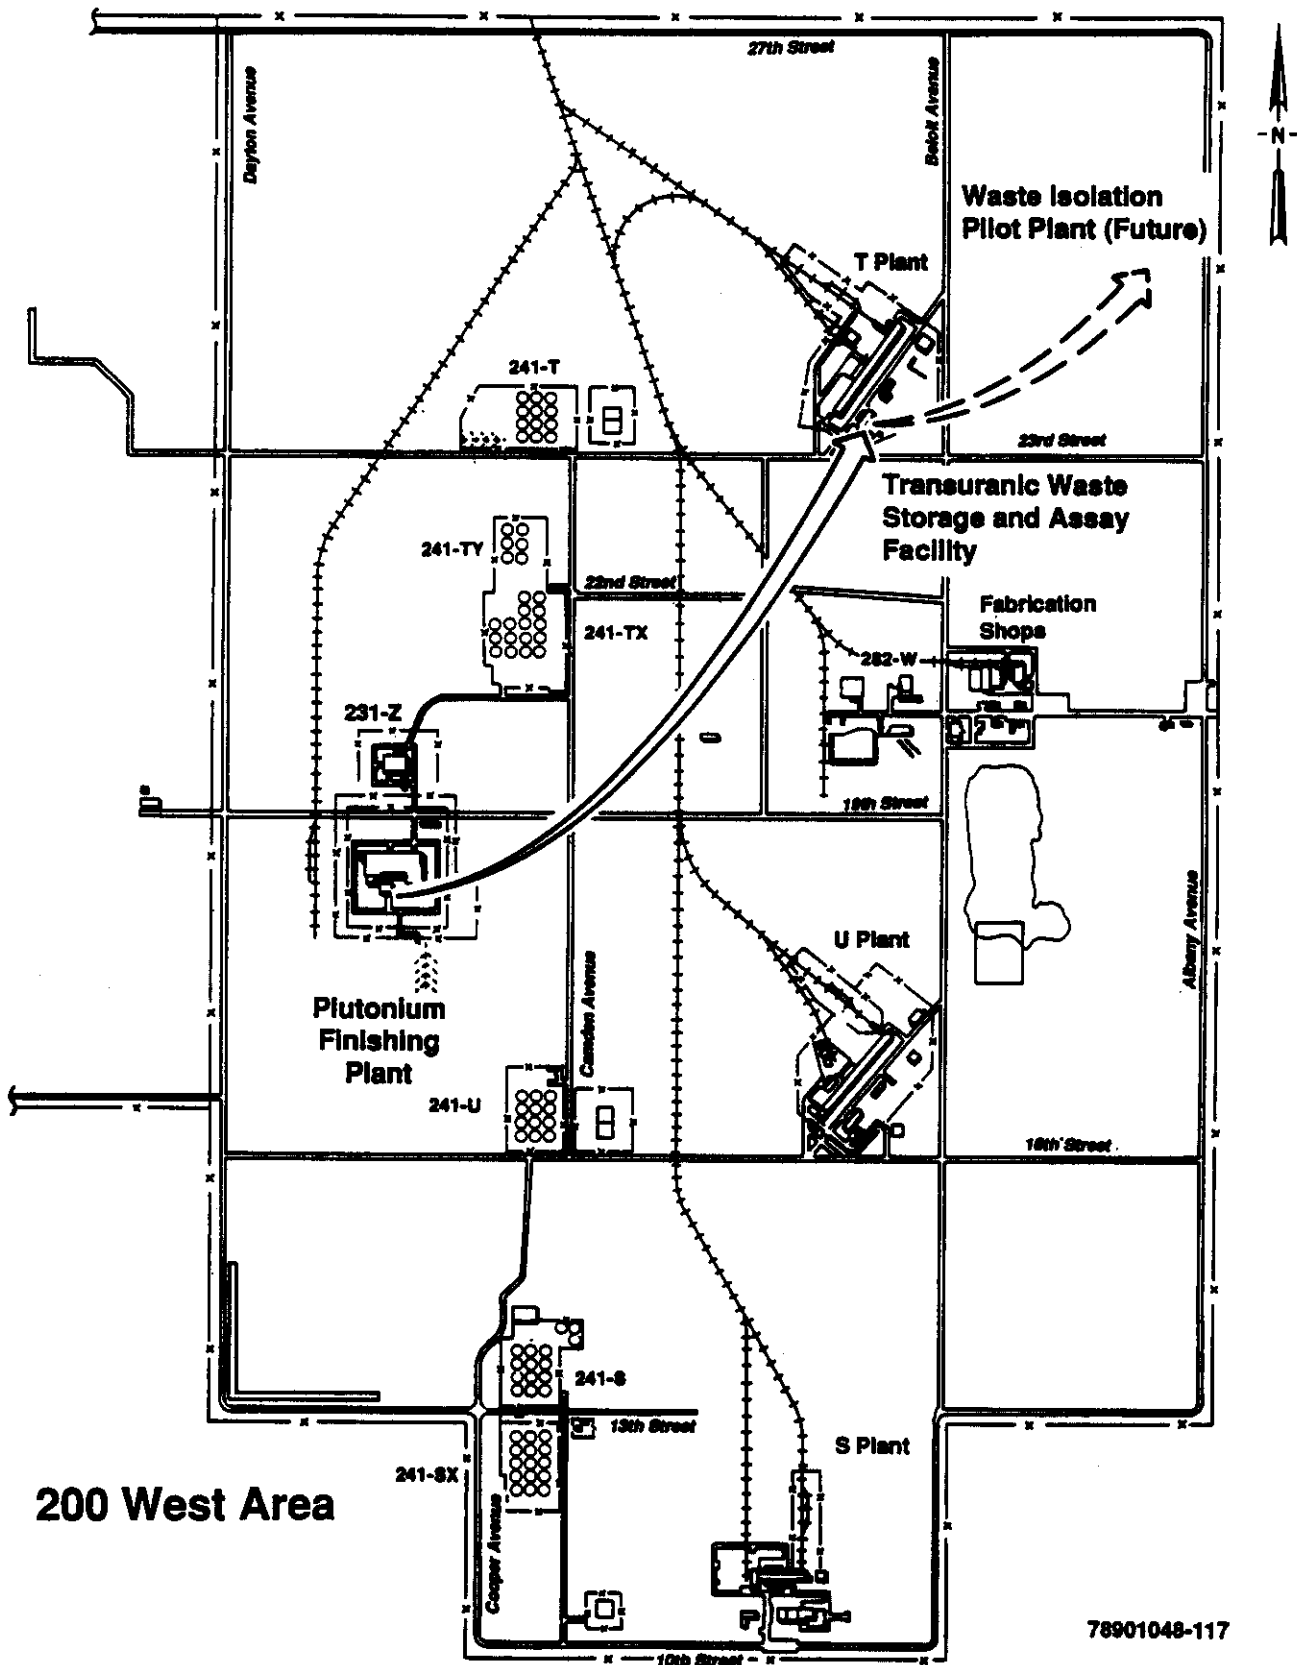 27th Street
Dayton Avenue
Beloit Avenue
-N-
Waste Isolation
Pilot Plant (Future)
T Plant
241-T
23rd Street
Transuranic Waste
Storage and Assay
Facility
241-TY
22nd Street
Fabrication
Shops
241-TX
282-W
231-Z
19th Street
Albany Avenue
U Plant
Plutonium
Finishing
Plant
Camden Avenue
241-U
16th Street
241-S
13th Street
S Plant
241-SX
200 West Area
Cooper Avenue
78901048-117
10th Street